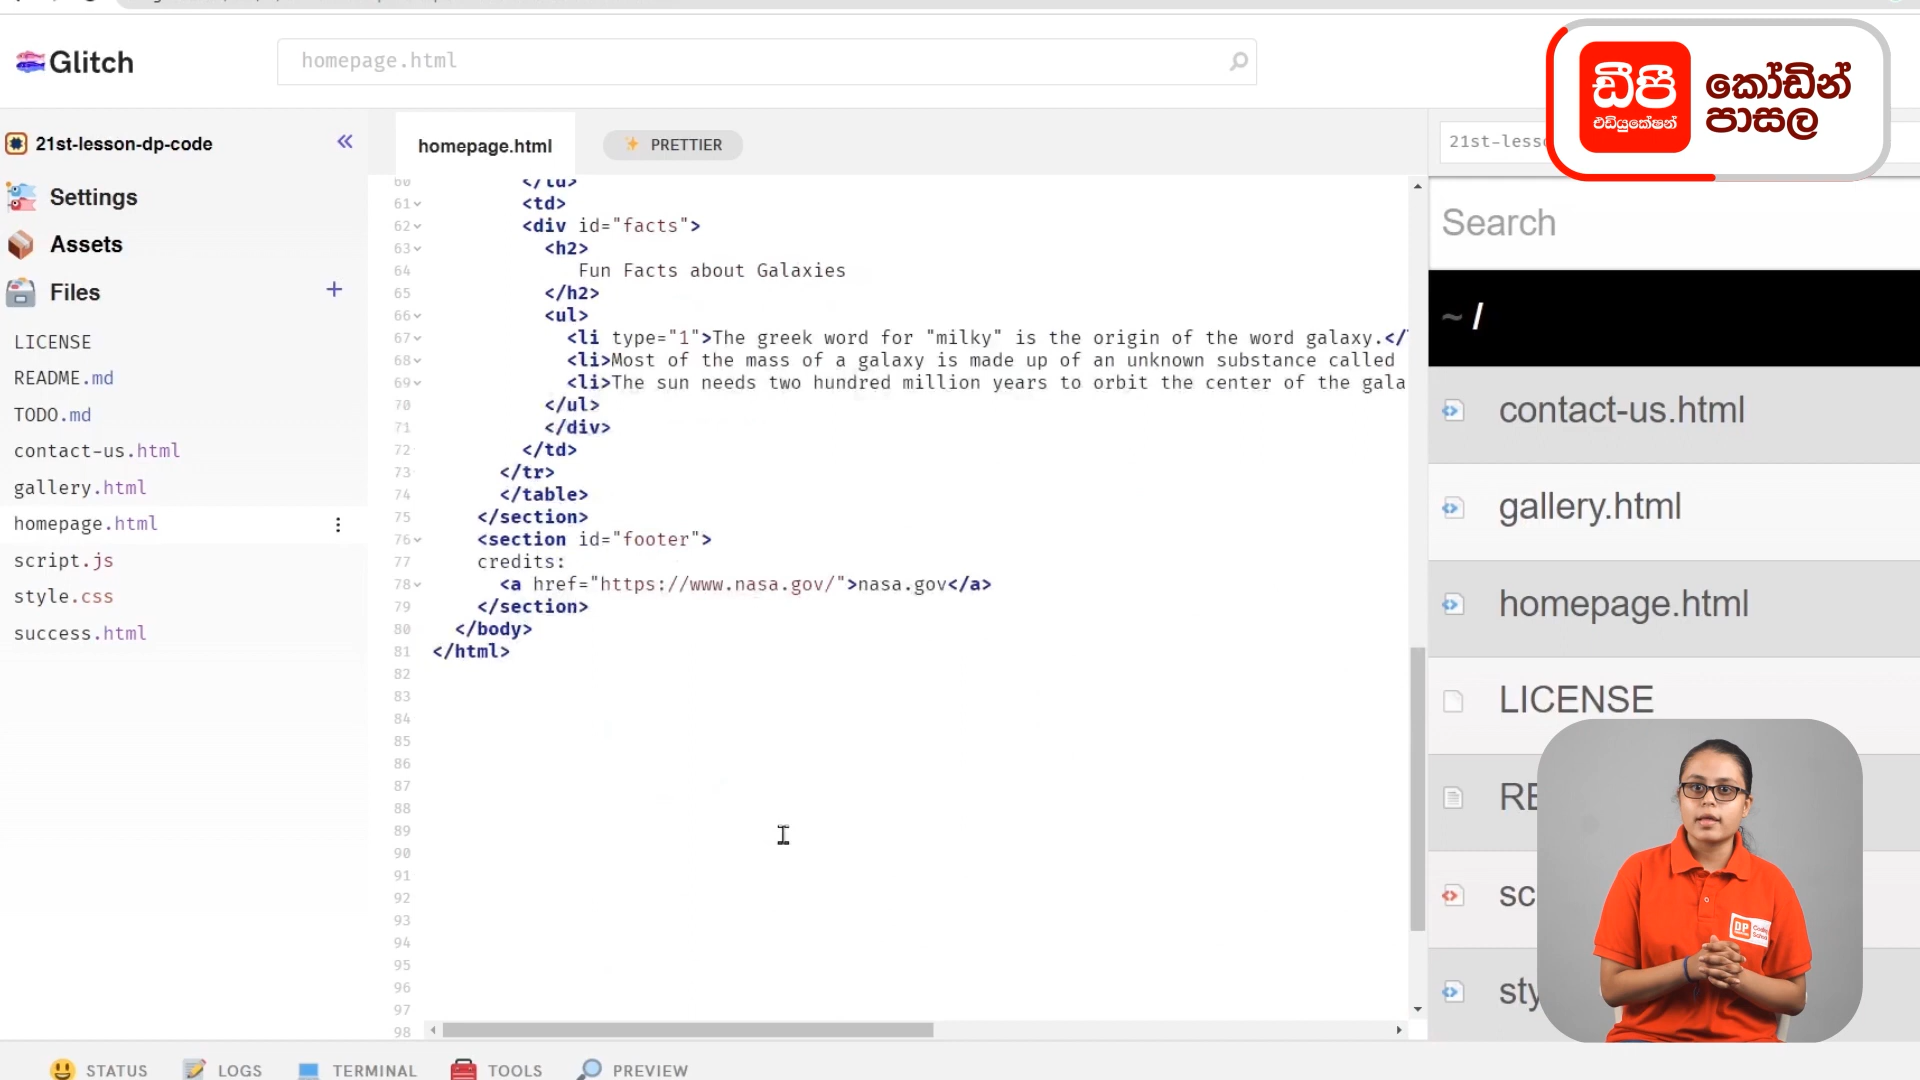 Glitch
homepage.html
ඩීපී
එඩියුකේෂන්
කෝඩින්
පාසල
21st-lesson-dp-code
Settings
Assets
Files
LICENSE
README.md
TODO.md
contact-us.html
gallery.html
homepage.html
script.js
style.css
success.html
homepage.html
PRETTIER
60 </td>
61 <td>
62 <div id="facts">
63 <h2>
64 Fun Facts about Galaxies
65 </h2>
66 <ul>
67 <li type="1">The greek word for "milky" is the origin of the word galaxy.</
68 <li>Most of the mass of a galaxy is made up of an unknown substance called
69 <li>The sun needs two hundred million years to orbit the center of the gala
70 </ul>
71 </div>
72 </td>
73 </tr>
74 </table>
75 </section>
76 <section id="footer">
77 credits:
78 <a href="https://www.nasa.gov/">nasa.gov</a>
79 </section>
80 </body>
81 </html>
82
83
84
85
86
87
88
89
90
91
92
93
94
95
96
97
98
21st-less
Search
~ /
contact-us.html
gallery.html
homepage.html
LICENSE
RE
sc
sty
DP
STATUS
LOGS
TERMINAL
TOOLS
PREVIEW